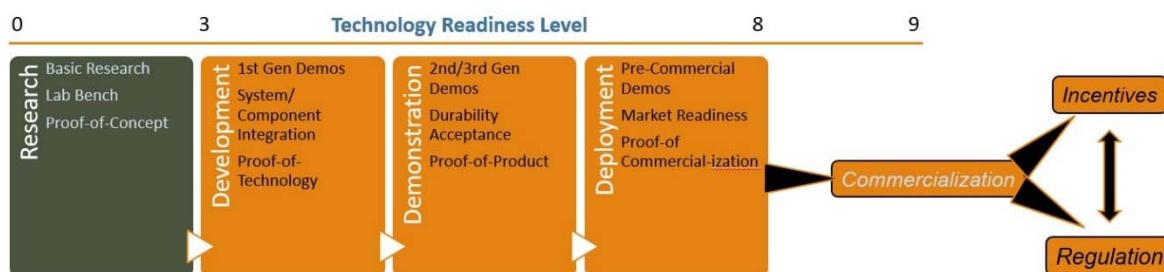 0 3 Technology Readiness Level 8 9
Research
Basic Research
Lab Bench
Proof-of-Concept
Development
1st Gen Demos
System/
Component
Integration
Proof-of-
Technology
Demonstration
2nd/3rd Gen
Demos
Durability
Acceptance
Proof-of-Product
Deployment
Pre-Commercial
Demos
Market Readiness
Proof-of
Commercial-ization
Commercialization
Incentives
Regulation